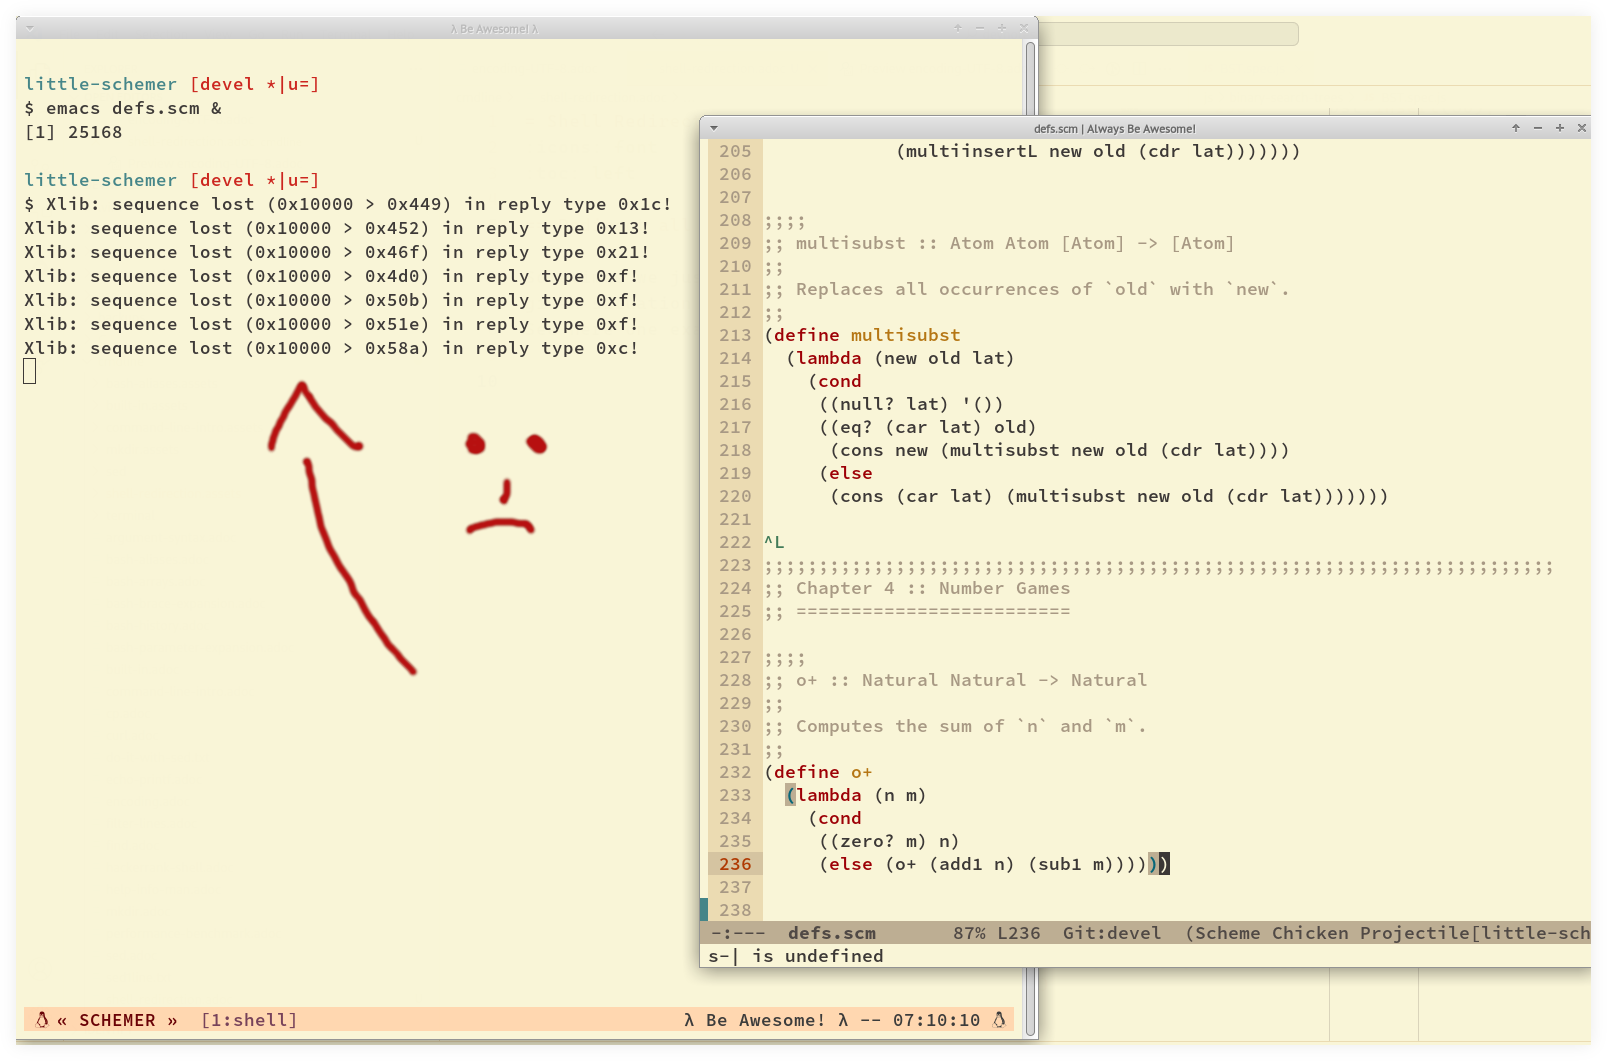 λ Be Awesome! λ
little-schemer [devel *|u=]
$ emacs defs.scm &
[1] 25168
little-schemer [devel *|u=]
$ Xlib: sequence lost (0x10000 > 0x449) in reply type 0x1c!
Xlib: sequence lost (0x10000 > 0x452) in reply type 0x13!
Xlib: sequence lost (0x10000 > 0x46f) in reply type 0x21!
Xlib: sequence lost (0x10000 > 0x4d0) in reply type 0xf!
Xlib: sequence lost (0x10000 > 0x50b) in reply type 0xf!
Xlib: sequence lost (0x10000 > 0x51e) in reply type 0xf!
Xlib: sequence lost (0x10000 > 0x58a) in reply type 0xc!
« SCHEMER » [1:shell] λ Be Awesome! λ -- 07:10:10
defs.scm | Always Be Awesome!
205 (multiinsertL new old (cdr lat)))))))
206
207
208 ;;;;
209 ;; multisubst :: Atom Atom [Atom] -> [Atom]
210 ;;
211 ;; Replaces all occurrences of `old` with `new`.
212 ;;
213 (define multisubst
214 (lambda (new old lat)
215 (cond
216 ((null? lat) '())
217 ((eq? (car lat) old)
218 (cons new (multisubst new old (cdr lat))))
219 (else
220 (cons (car lat) (multisubst new old (cdr lat)))))))
221
222 ^L
223 ;;;;;;;;;;;;;;;;;;;;;;;;;;;;;;;;;;;;;;;;;;;;;;;;;;;;;;;;;;;;;;;;;;;;;;;;
224 ;; Chapter 4 :: Number Games
225 ;; =========================
226
227 ;;;;
228 ;; o+ :: Natural Natural -> Natural
229 ;;
230 ;; Computes the sum of `n` and `m`.
231 ;;
232 (define o+
233 (lambda (n m)
234 (cond
235 ((zero? m) n)
236 (else (o+ (add1 n) (sub1 m))))))
237
238
-:--- defs.scm 87% L236 Git:devel (Scheme Chicken Projectile[little-sch
s-| is undefined